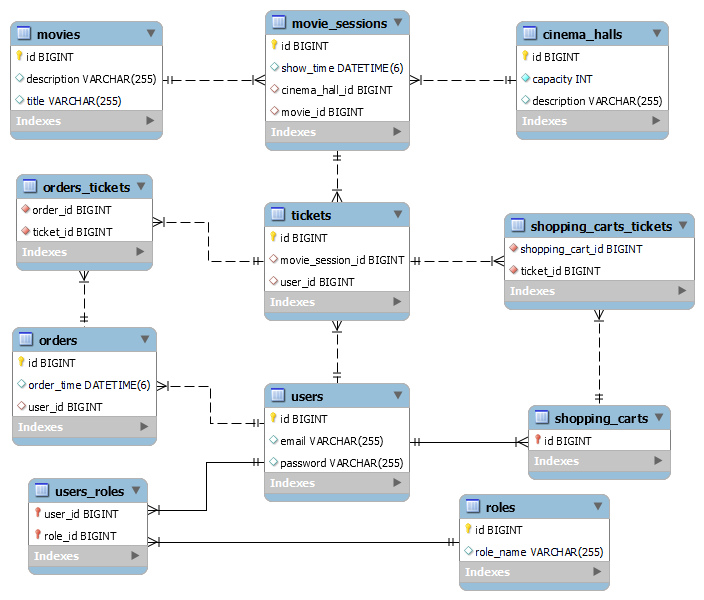 movies
id BIGINT
description VARCHAR(255)
title VARCHAR(255)
Indexes
movie_sessions
id BIGINT
show_time DATETIME(6)
cinema_hall_id BIGINT
movie_id BIGINT
Indexes
cinema_halls
id BIGINT
capacity INT
description VARCHAR(255)
Indexes
orders_tickets
order_id BIGINT
ticket_id BIGINT
Indexes
tickets
id BIGINT
movie_session_id BIGINT
user_id BIGINT
Indexes
shopping_carts_tickets
shopping_cart_id BIGINT
ticket_id BIGINT
Indexes
orders
id BIGINT
order_time DATETIME(6)
user_id BIGINT
Indexes
users
id BIGINT
email VARCHAR(255)
password VARCHAR(255)
Indexes
shopping_carts
id BIGINT
Indexes
users_roles
user_id BIGINT
role_id BIGINT
Indexes
roles
id BIGINT
role_name VARCHAR(255)
Indexes